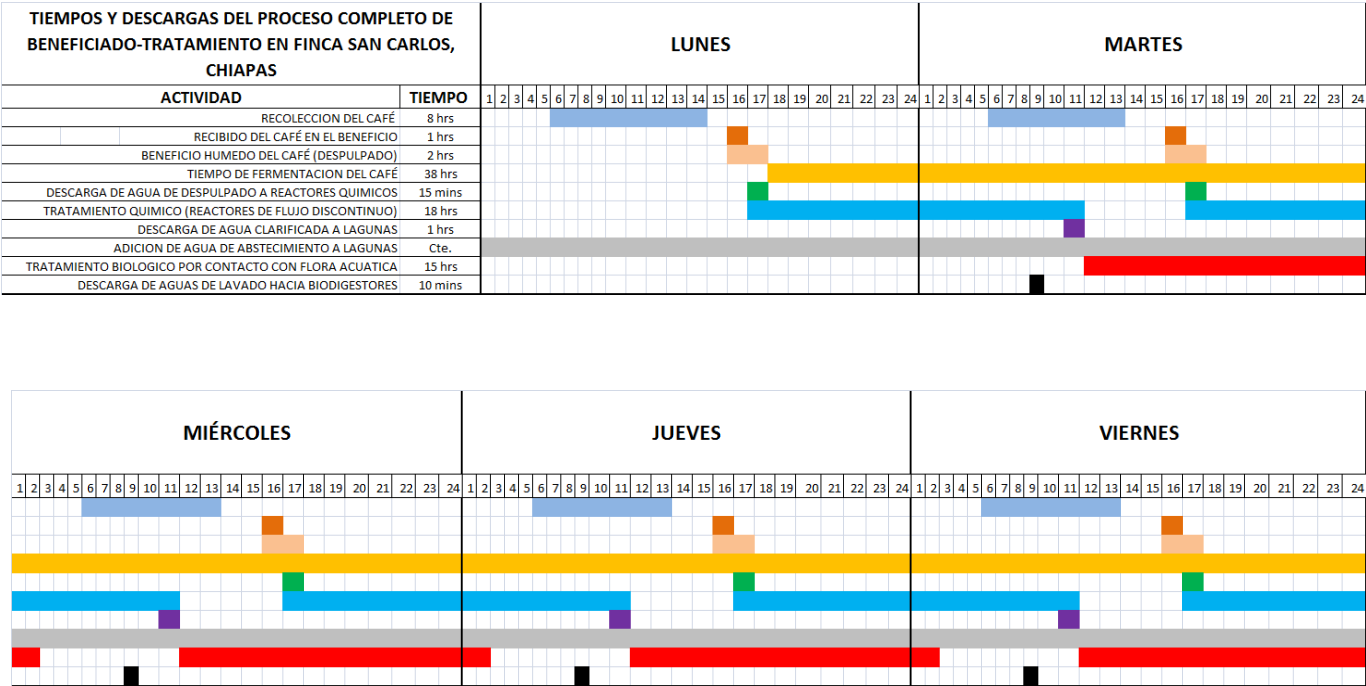 TIEMPOS Y DESCARGAS DEL PROCESO COMPLETO DE
BENEFICIADO-TRATAMIENTO EN FINCA SAN CARLOS,
CHIAPAS
LUNES
MARTES
ACTIVIDAD TIEMPO 1 2 3 4 5 6 7 8 9 10 11 12 13 14 15 16 17 18 19 20 21 22 23 24 1 2 3 4 5 6 7 8 9 10 11 12 13 14 15 16 17 18 19 20 21 22 23 24
RECOLECCION DEL CAFÉ 8 hrs
RECIBIDO DEL CAFÉ EN EL BENEFICIO 1 hrs
BENEFICIO HUMEDO DEL CAFÉ (DESPULPADO) 2 hrs
TIEMPO DE FERMENTACION DEL CAFÉ 38 hrs
DESCARGA DE AGUA DE DESPULPADO A REACTORES QUIMICOS 15 mins
TRATAMIENTO QUIMICO (REACTORES DE FLUJO DISCONTINUO) 18 hrs
DESCARGA DE AGUA CLARIFICADA A LAGUNAS 1 hrs
ADICION DE AGUA DE ABSTECIMIENTO A LAGUNAS Cte.
TRATAMIENTO BIOLOGICO POR CONTACTO CON FLORA ACUATICA 15 hrs
DESCARGA DE AGUAS DE LAVADO HACIA BIODIGESTORES 10 mins
MIÉRCOLES
JUEVES
VIERNES
1 2 3 4 5 6 7 8 9 10 11 12 13 14 15 16 17 18 19 20 21 22 23 24 1 2 3 4 5 6 7 8 9 10 11 12 13 14 15 16 17 18 19 20 21 22 23 24 1 2 3 4 5 6 7 8 9 10 11 12 13 14 15 16 17 18 19 20 21 22 23 24